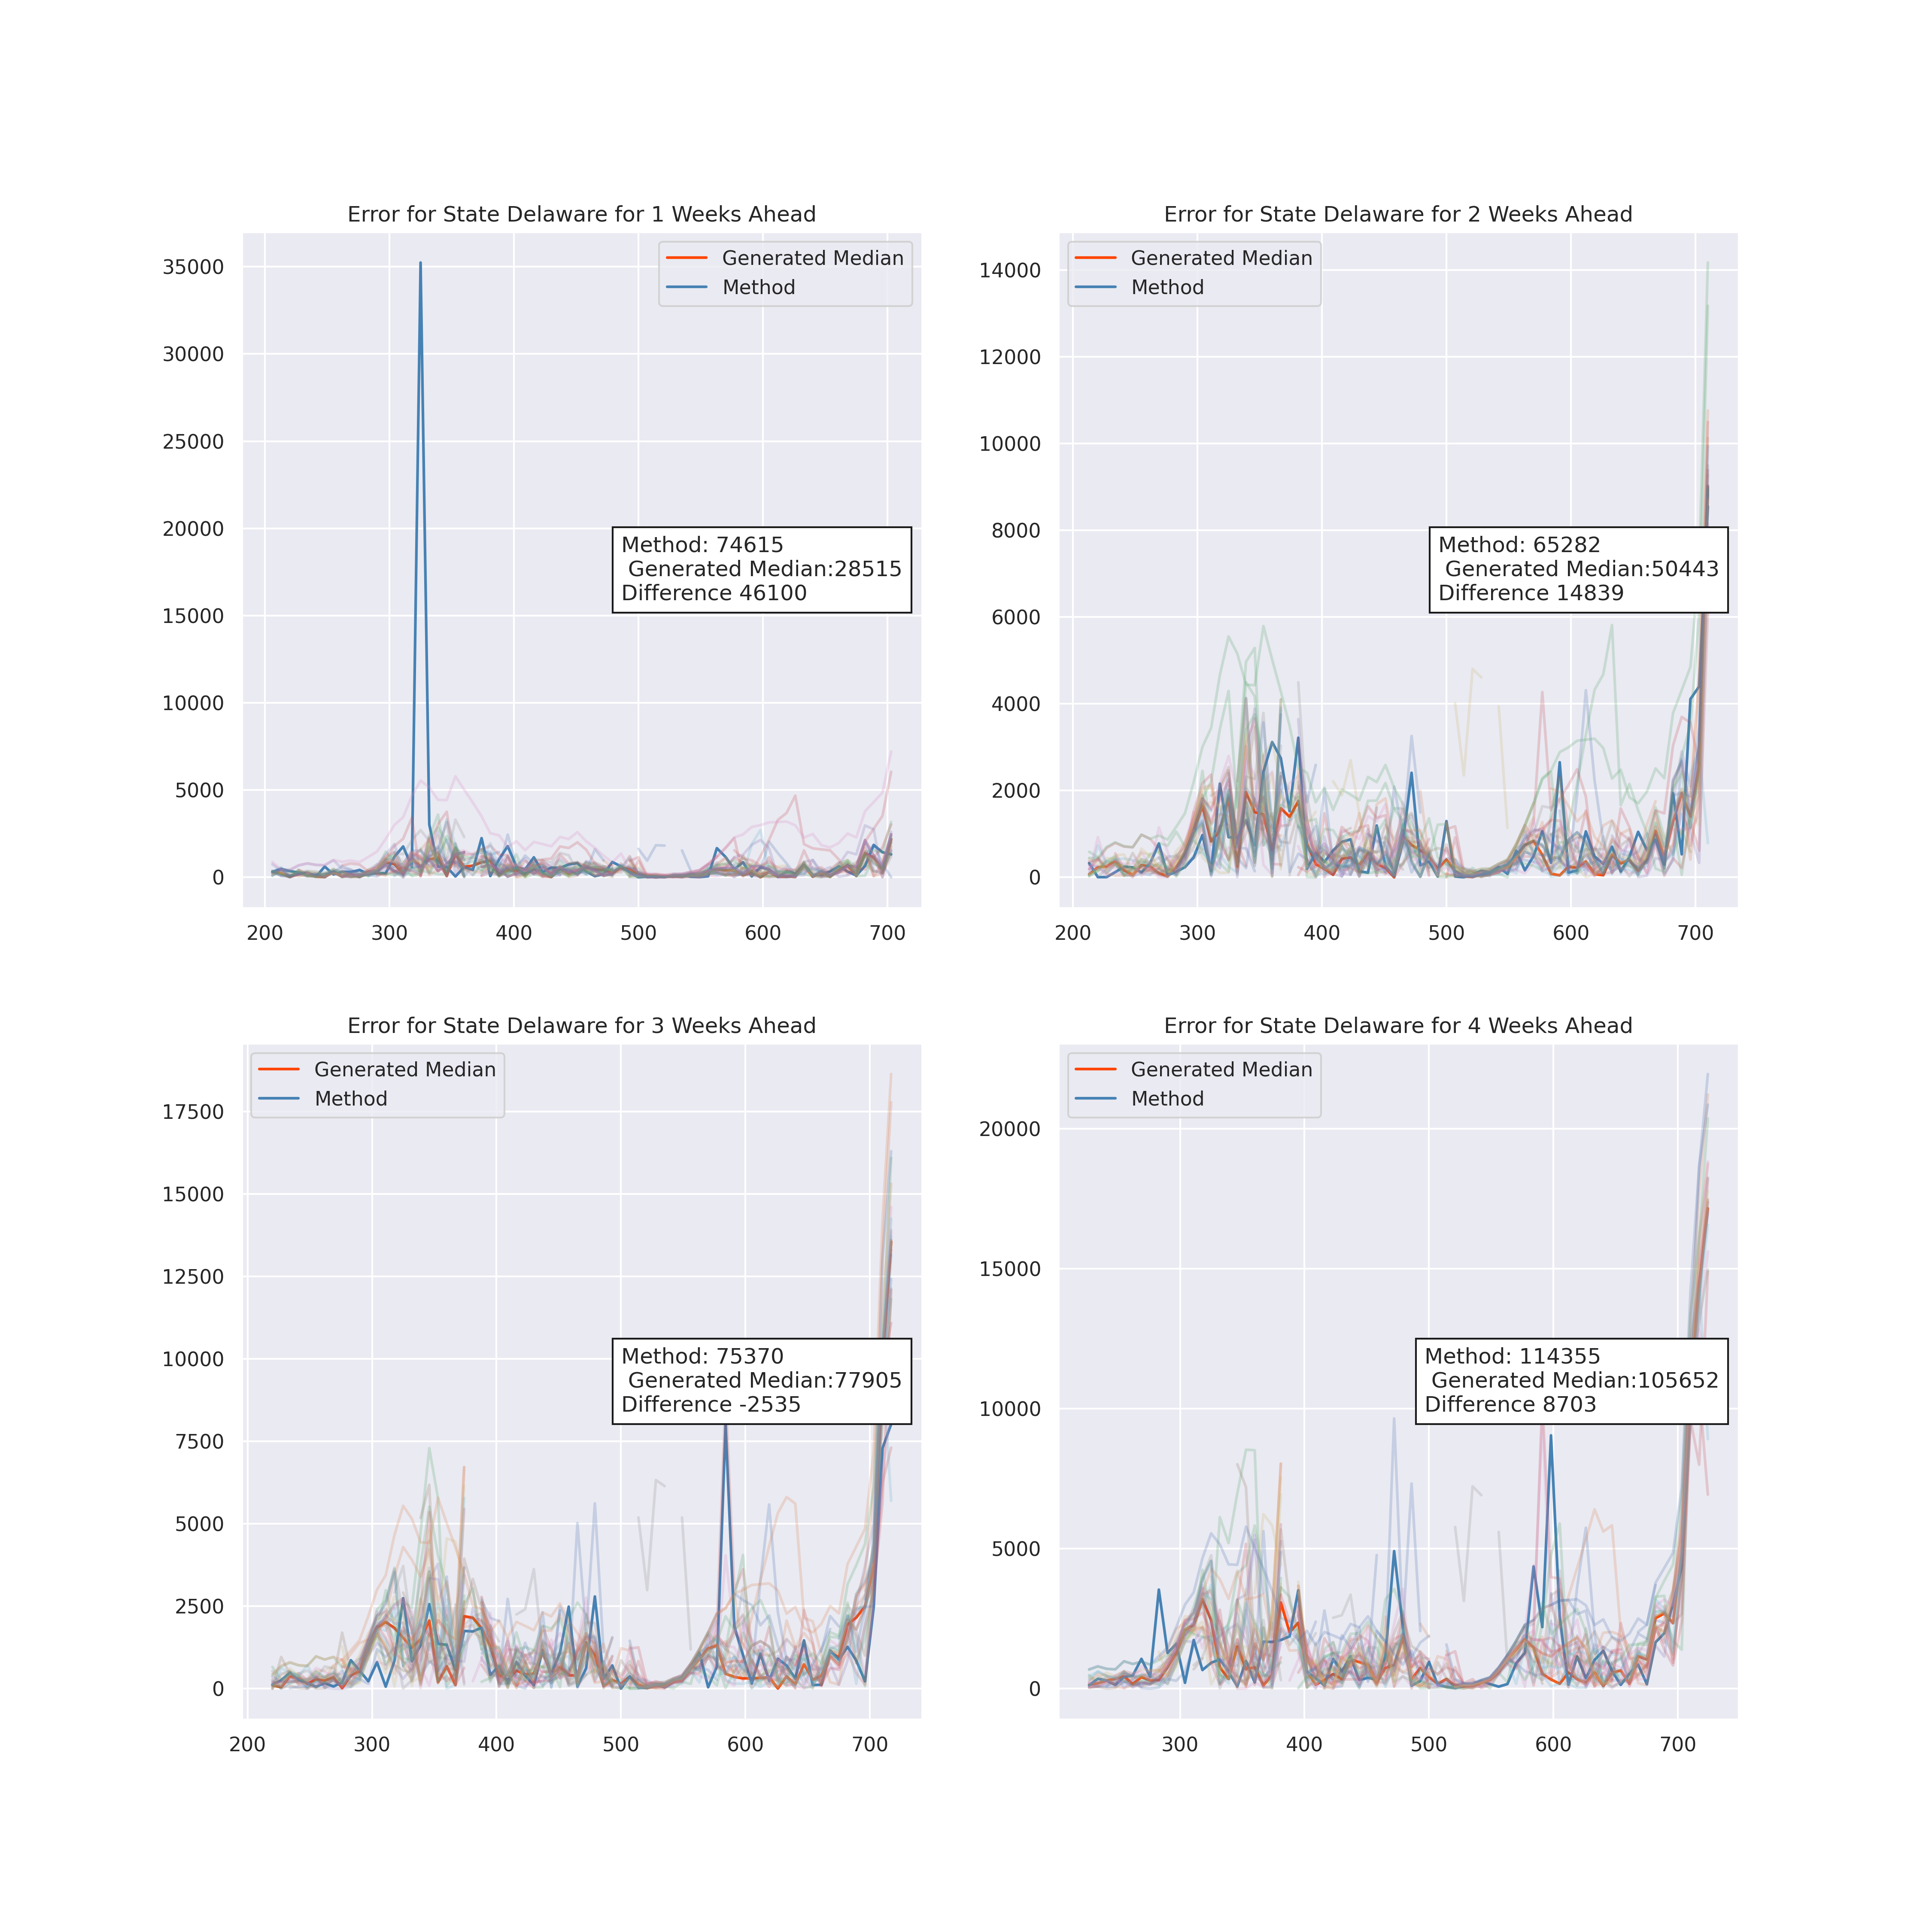 Error for State Delaware for 1 Weeks Ahead
Generated Median
Method
35000
30000
25000
20000
15000
10000
5000
0
Method: 74615
Generated Median:28515
Difference 46100
200 300 400 500 600 700
Error for State Delaware for 2 Weeks Ahead
Generated Median
Method
14000
12000
10000
8000
6000
4000
2000
0
Method: 65282
Generated Median:50443
Difference 14839
200 300 400 500 600 700
Error for State Delaware for 3 Weeks Ahead
Generated Median
Method
17500
15000
12500
10000
7500
5000
2500
0
Method: 75370
Generated Median:77905
Difference -2535
200 300 400 500 600 700
Error for State Delaware for 4 Weeks Ahead
Generated Median
Method
20000
15000
10000
5000
0
Method: 114355
Generated Median:105652
Difference 8703
300 400 500 600 700